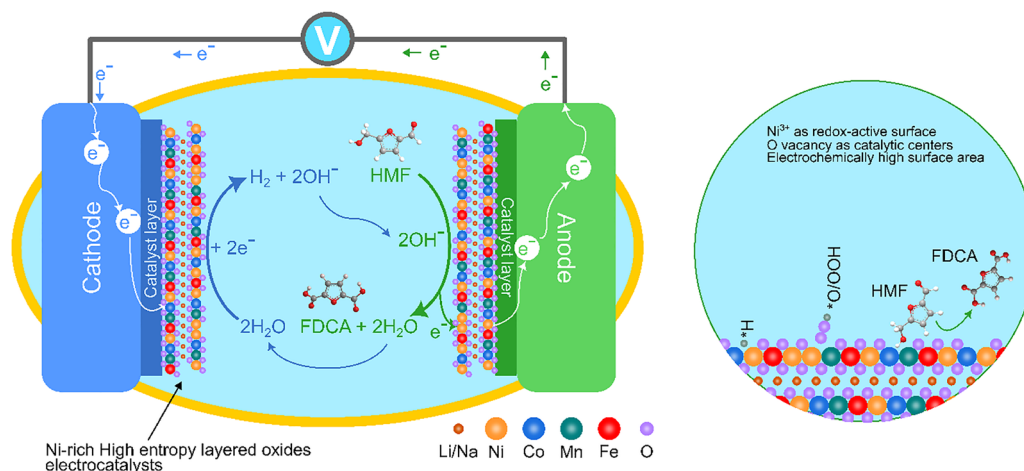 V
← e⁻
← e⁻
e⁻
e⁻
Cathode
e⁻
e⁻
Catalyst layer
H₂ + 2OH⁻
+ 2e⁻
2H₂O
HMF
2OH⁻
FDCA + 2H₂O
e⁻
Catalyst layer
Anode
e⁻
e⁻
Ni-rich High entropy layered oxides
electrocatalysts
Li/Na Ni Co Mn Fe O
Ni³⁺ as redox-active surface
O vacancy as catalytic centers
Electrochemically high surface area
*H
*OO/OOH
HMF
FDCA